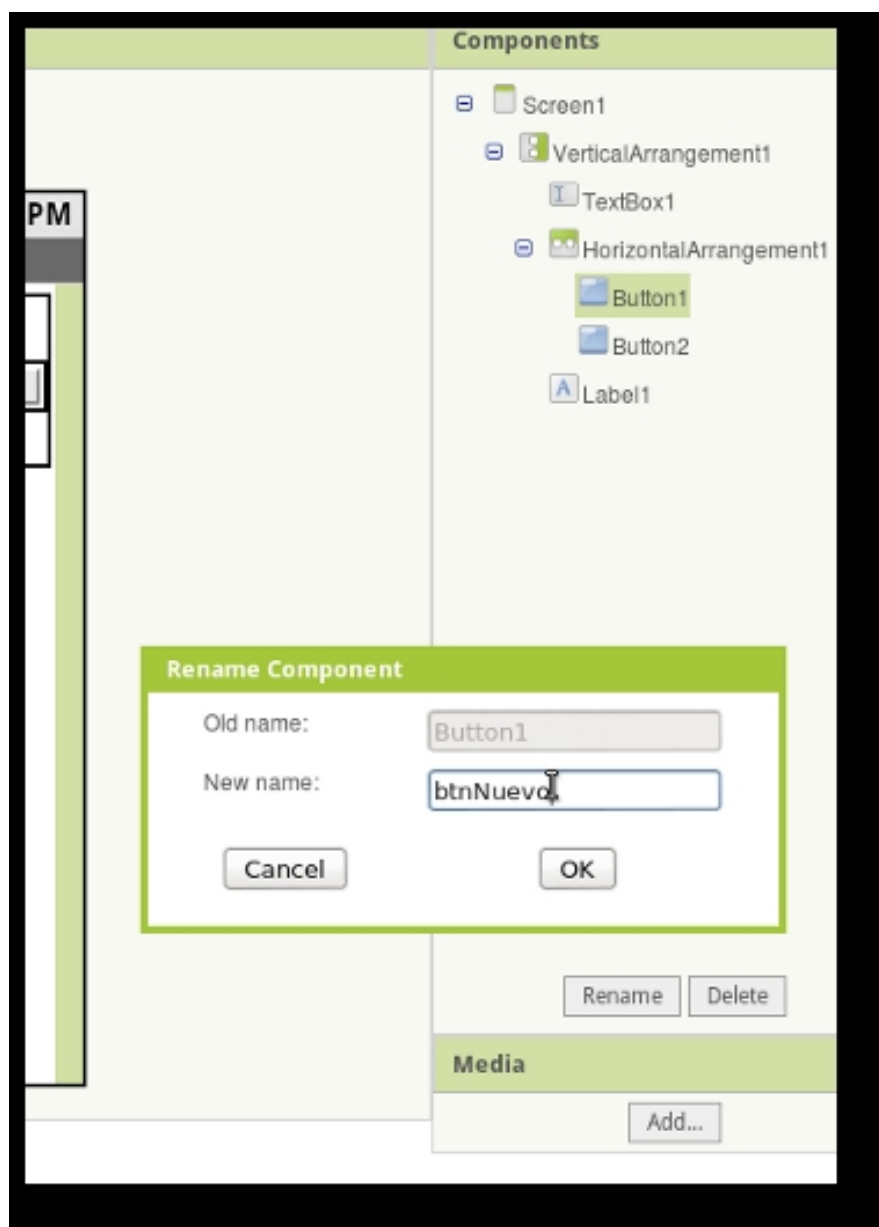 Components
Screen1
VerticalArrangement1
PM
TextBox1
HorizontalArrangement1
Button1
Button2
Label1
Rename Component
Old name: Button1
New name: btnNuevo
Cancel OK
Rename Delete
Media
Add...